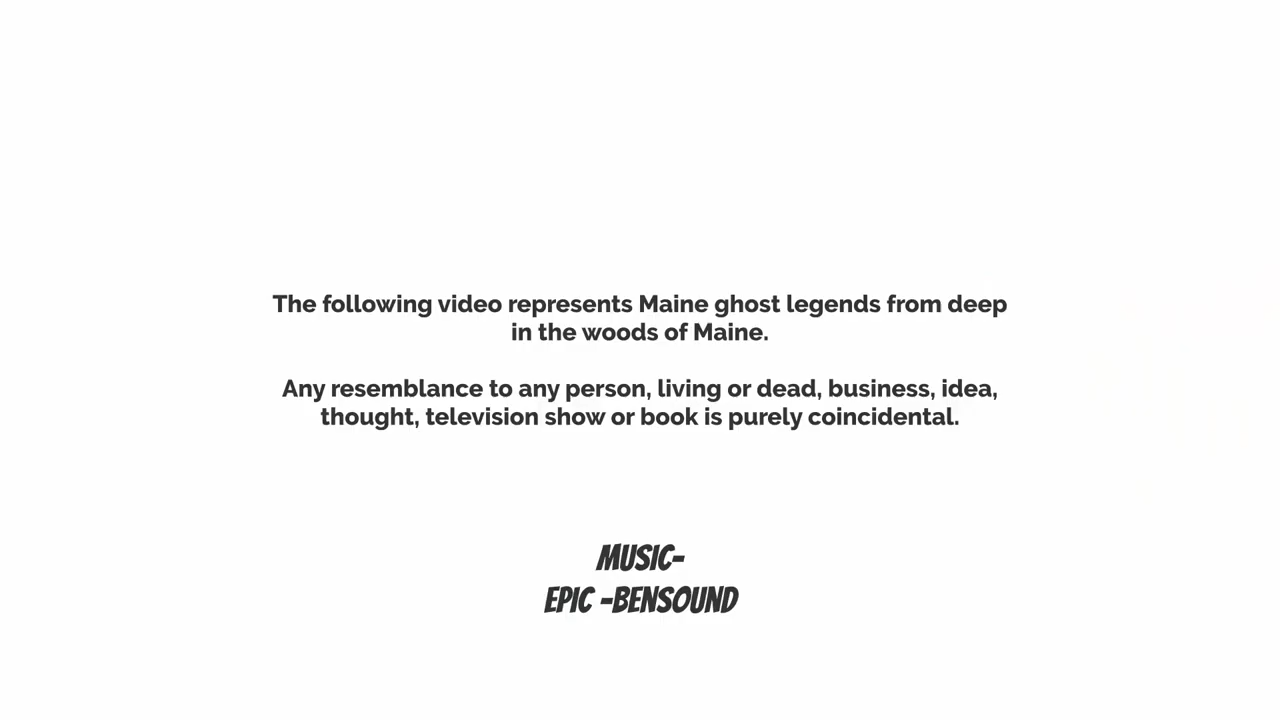 The following video represents Maine ghost legends from deep
in the woods of Maine.
Any resemblance to any person, living or dead, business, idea,
thought, television show or book is purely coincidental.
MUSIC-
EPIC -BENSOUND